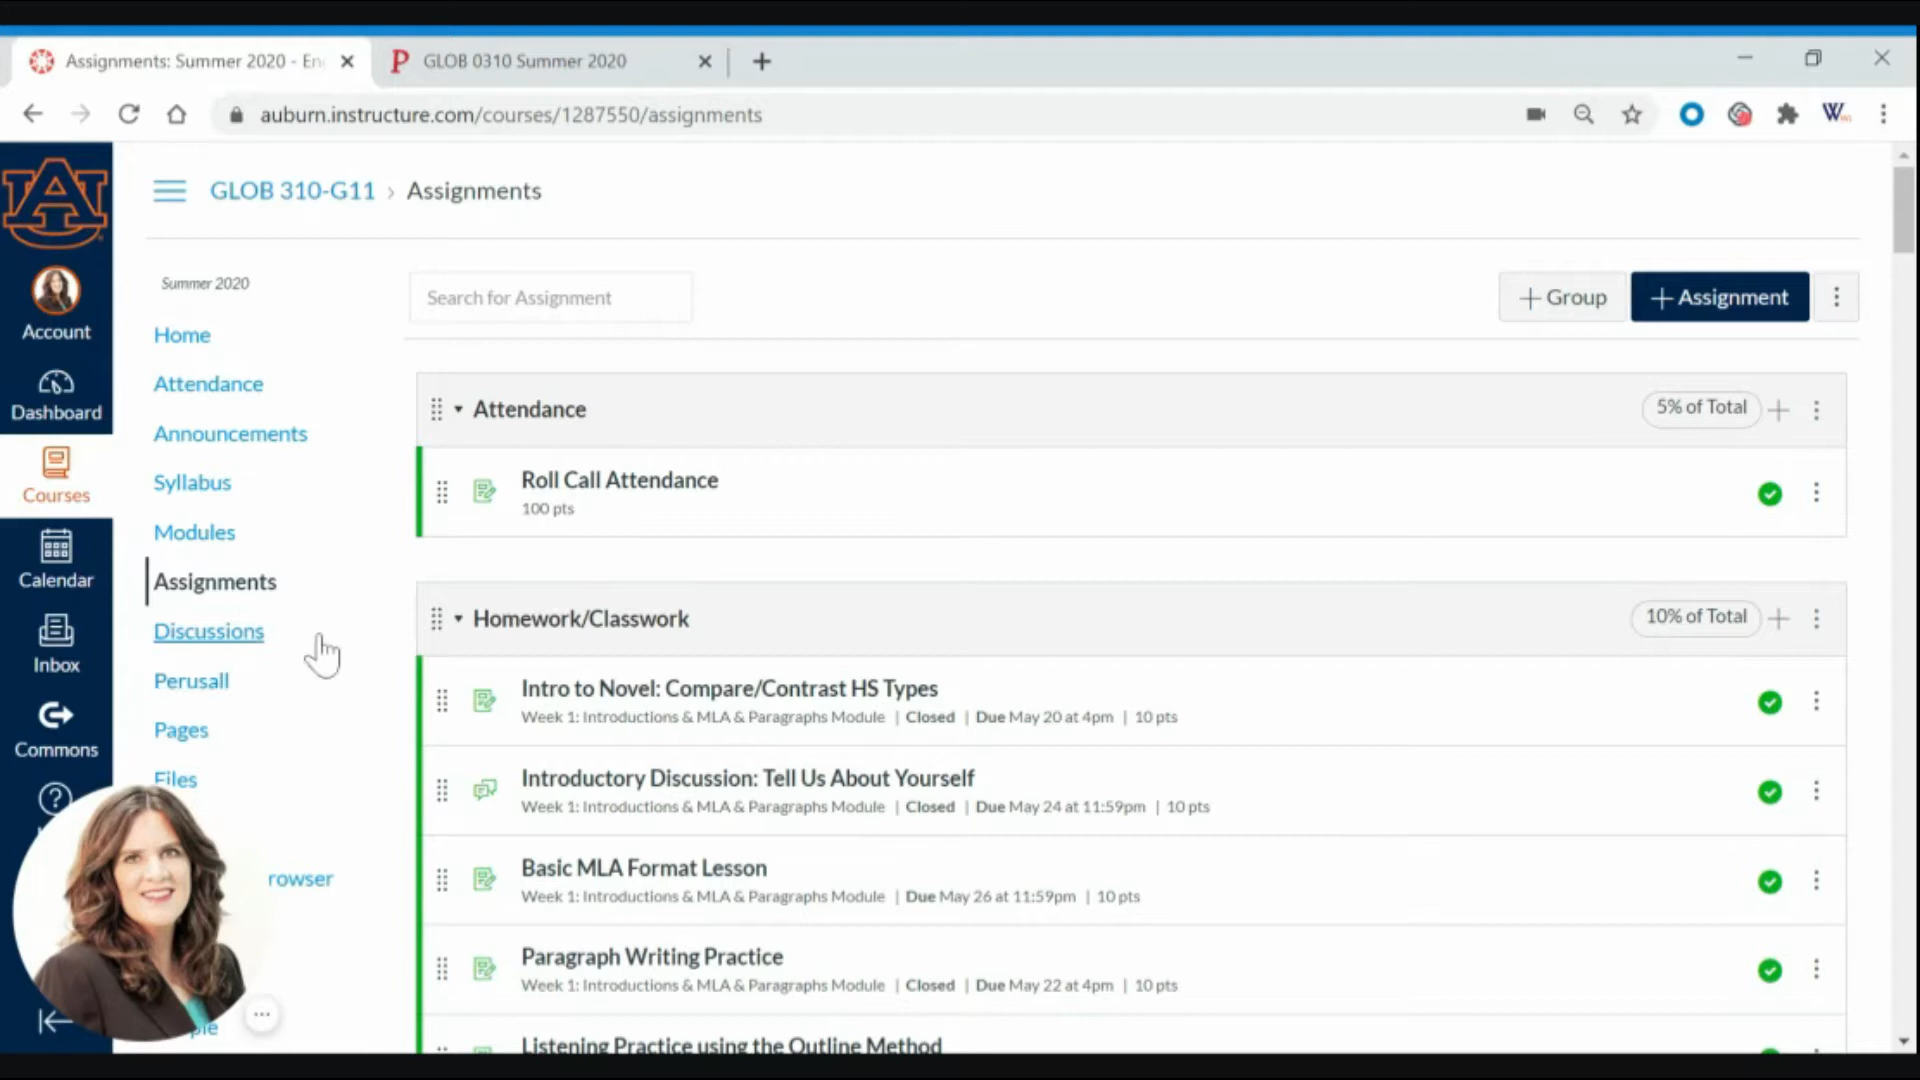 Assignments: Summer 2020 - En
GLOB 0310 Summer 2020
auburn.instructure.com/courses/1287550/assignments
GLOB 310-G11 › Assignments
Account
Dashboard
Courses
Calendar
Inbox
Commons
Summer 2020
Home
Attendance
Announcements
Syllabus
Modules
Assignments
Discussions
Perusall
Pages
Files
rowser
Search for Assignment
+ Group
+ Assignment
Attendance
5% of Total
Roll Call Attendance
100 pts
Homework/Classwork
10% of Total
Intro to Novel: Compare/Contrast HS Types
Week 1: Introductions & MLA & Paragraphs Module | Closed | Due May 20 at 4pm | 10 pts
Introductory Discussion: Tell Us About Yourself
Week 1: Introductions & MLA & Paragraphs Module | Closed | Due May 24 at 11:59pm | 10 pts
Basic MLA Format Lesson
Week 1: Introductions & MLA & Paragraphs Module | Due May 26 at 11:59pm | 10 pts
Paragraph Writing Practice
Week 1: Introductions & MLA & Paragraphs Module | Closed | Due May 22 at 4pm | 10 pts
Listening Practice using the Outline Method